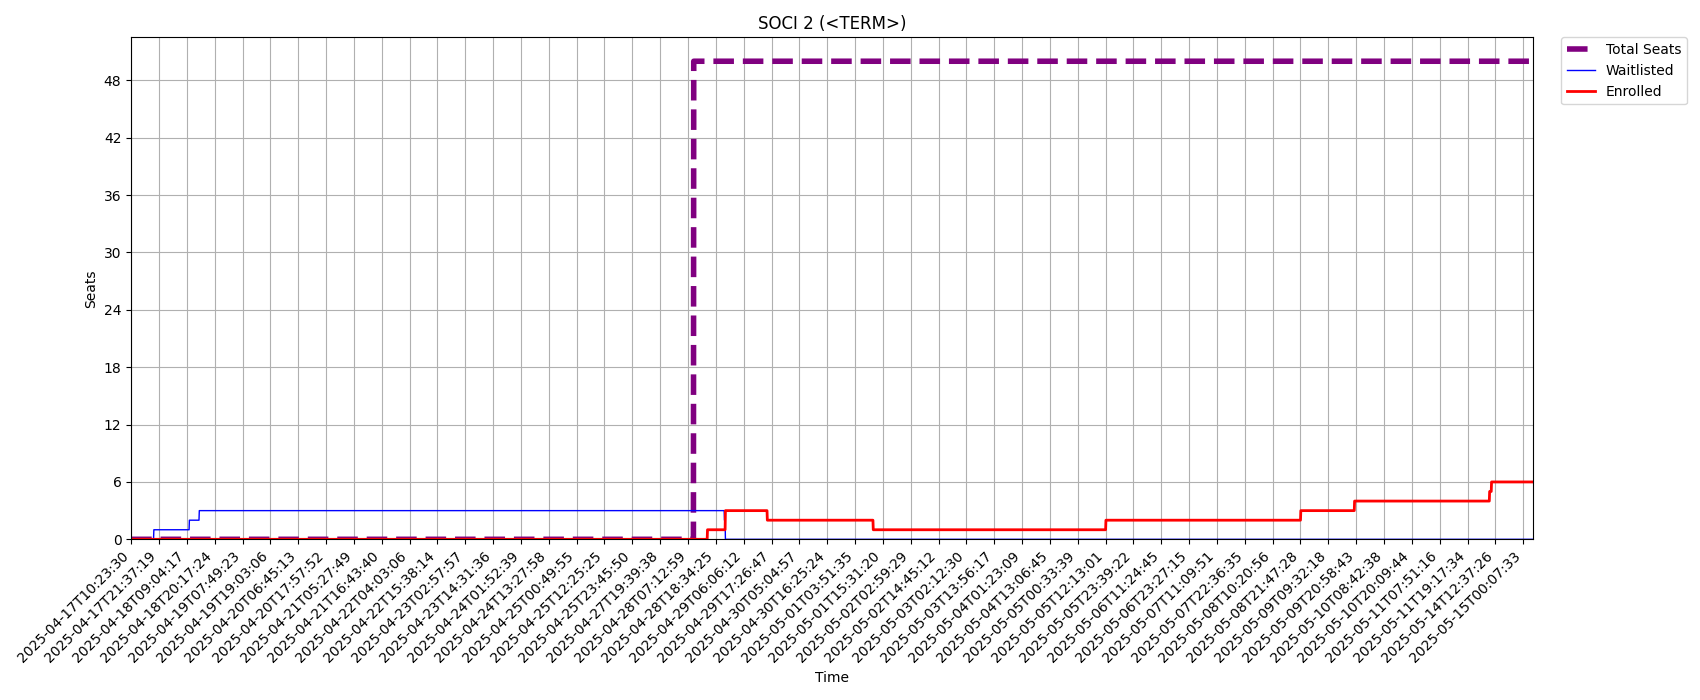 SOCI 2 (<TERM>)
Total Seats
Waitlisted
Enrolled
Seats
48
42
36
30
24
18
12
6
0
2025-04-17T10:23:30
2025-04-17T21:37:19
2025-04-18T09:04:17
2025-04-18T20:17:24
2025-04-19T07:49:23
2025-04-19T19:03:06
2025-04-20T06:45:13
2025-04-20T17:57:52
2025-04-21T05:27:49
2025-04-21T16:43:40
2025-04-22T04:03:06
2025-04-22T15:38:14
2025-04-23T02:57:57
2025-04-23T14:31:36
2025-04-24T01:52:39
2025-04-24T13:27:58
2025-04-25T00:49:55
2025-04-25T12:25:25
2025-04-25T23:45:50
2025-04-27T19:39:38
2025-04-28T07:12:59
2025-04-28T18:34:25
2025-04-29T06:06:12
2025-04-29T17:26:47
2025-04-30T05:04:57
2025-04-30T16:25:24
2025-05-01T03:51:35
2025-05-01T15:31:20
2025-05-02T02:59:29
2025-05-02T14:45:12
2025-05-03T02:12:30
2025-05-03T13:56:17
2025-05-04T01:23:09
2025-05-04T13:06:45
2025-05-05T00:33:39
2025-05-05T12:13:01
2025-05-05T23:39:22
2025-05-06T11:24:45
2025-05-06T23:27:15
2025-05-07T11:09:51
2025-05-07T22:36:35
2025-05-08T10:20:56
2025-05-08T21:47:28
2025-05-09T09:32:18
2025-05-09T20:58:43
2025-05-10T08:42:38
2025-05-10T20:09:44
2025-05-11T07:51:16
2025-05-11T19:17:34
2025-05-14T12:37:26
2025-05-15T00:07:33
Time